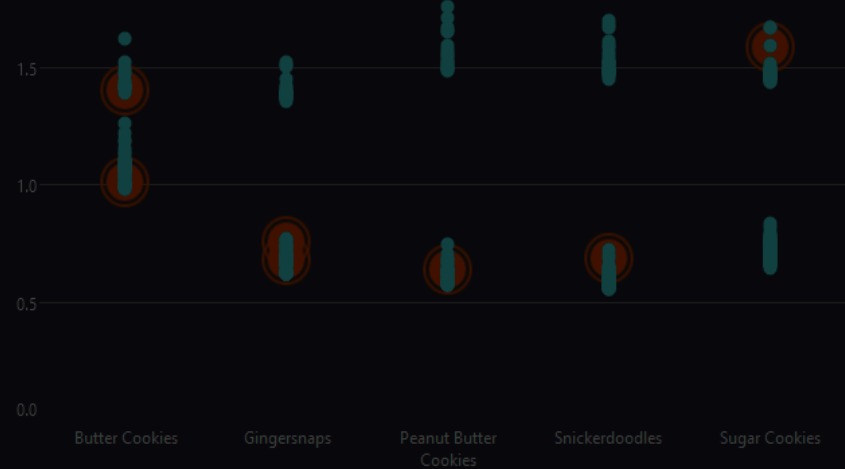 1.5
1.0
0.5
0.0
Butter Cookies
Gingersnaps
Peanut Butter
Cookies
Snickerdoodles
Sugar Cookies